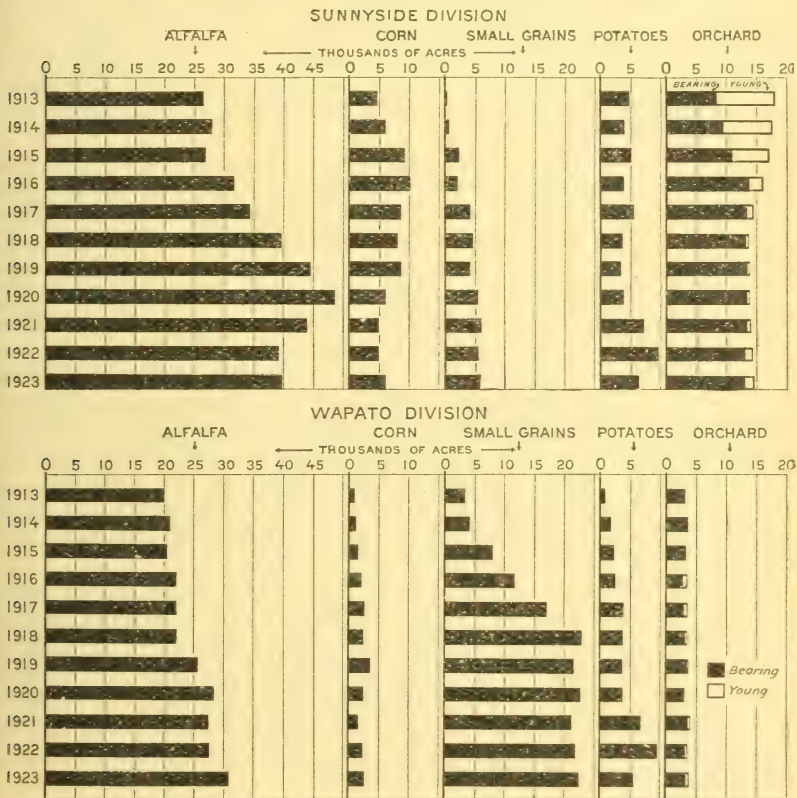 SUNNYSIDE DIVISION
ALFALFA CORN SMALL GRAINS POTATOES ORCHARD
THOUSANDS OF ACRES
0 5 10 15 20 25 30 35 40 45 0 5 10 0 5 10 15 20 0 5 0 5 10 15 20
BEARING YOUNG
1913
1914
1915
1916
1917
1918
1919
1920
1921
1922
1923
WAPATO DIVISION
ALFALFA CORN SMALL GRAINS POTATOES ORCHARD
THOUSANDS OF ACRES
0 5 10 15 20 25 30 35 40 45 0 5 10 0 5 10 15 20 0 5 0 5 10 15 20
1913
1914
1915
1916
1917
1918
1919
Bearing
1920
Young
1921
1922
1923